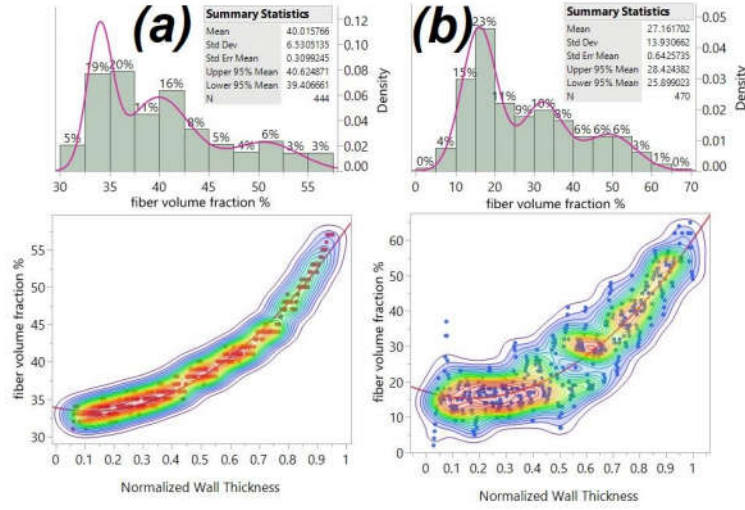 (a)
Summary Statistics
Mean 40.015766
Std Dev 6.5305135
Std Err Mean 0.3099245
Upper 95% Mean 40.624871
Lower 95% Mean 39.406661
N 444
5% 19% 20% 11% 16% 8% 5% 4% 6% 3% 3%
0.12
0.10
0.08
0.06
0.04
0.02
0.00
Density
30 35 40 45 50 55
fiber volume fraction %
(b)
Summary Statistics
Mean 27.161702
Std Dev 13.930662
Std Err Mean 0.6425735
Upper 95% Mean 28.424382
Lower 95% Mean 25.899023
N 470
0% 4% 15% 23% 11% 9% 10% 8% 6% 6% 6% 3% 1% 0%
0.05
0.04
0.03
0.02
0.01
0.00
Density
0 10 20 30 40 50 60 70
fiber volume fraction %
fiber volume fraction %
55
50
45
40
35
30
0 0.1 0.2 0.3 0.4 0.5 0.6 0.7 0.8 0.9 1
Normalized Wall Thickness
fiber volume fraction %
60
50
40
30
20
10
0
0 0.1 0.2 0.3 0.4 0.5 0.6 0.7 0.8 0.9 1
Normalized Wall Thickness